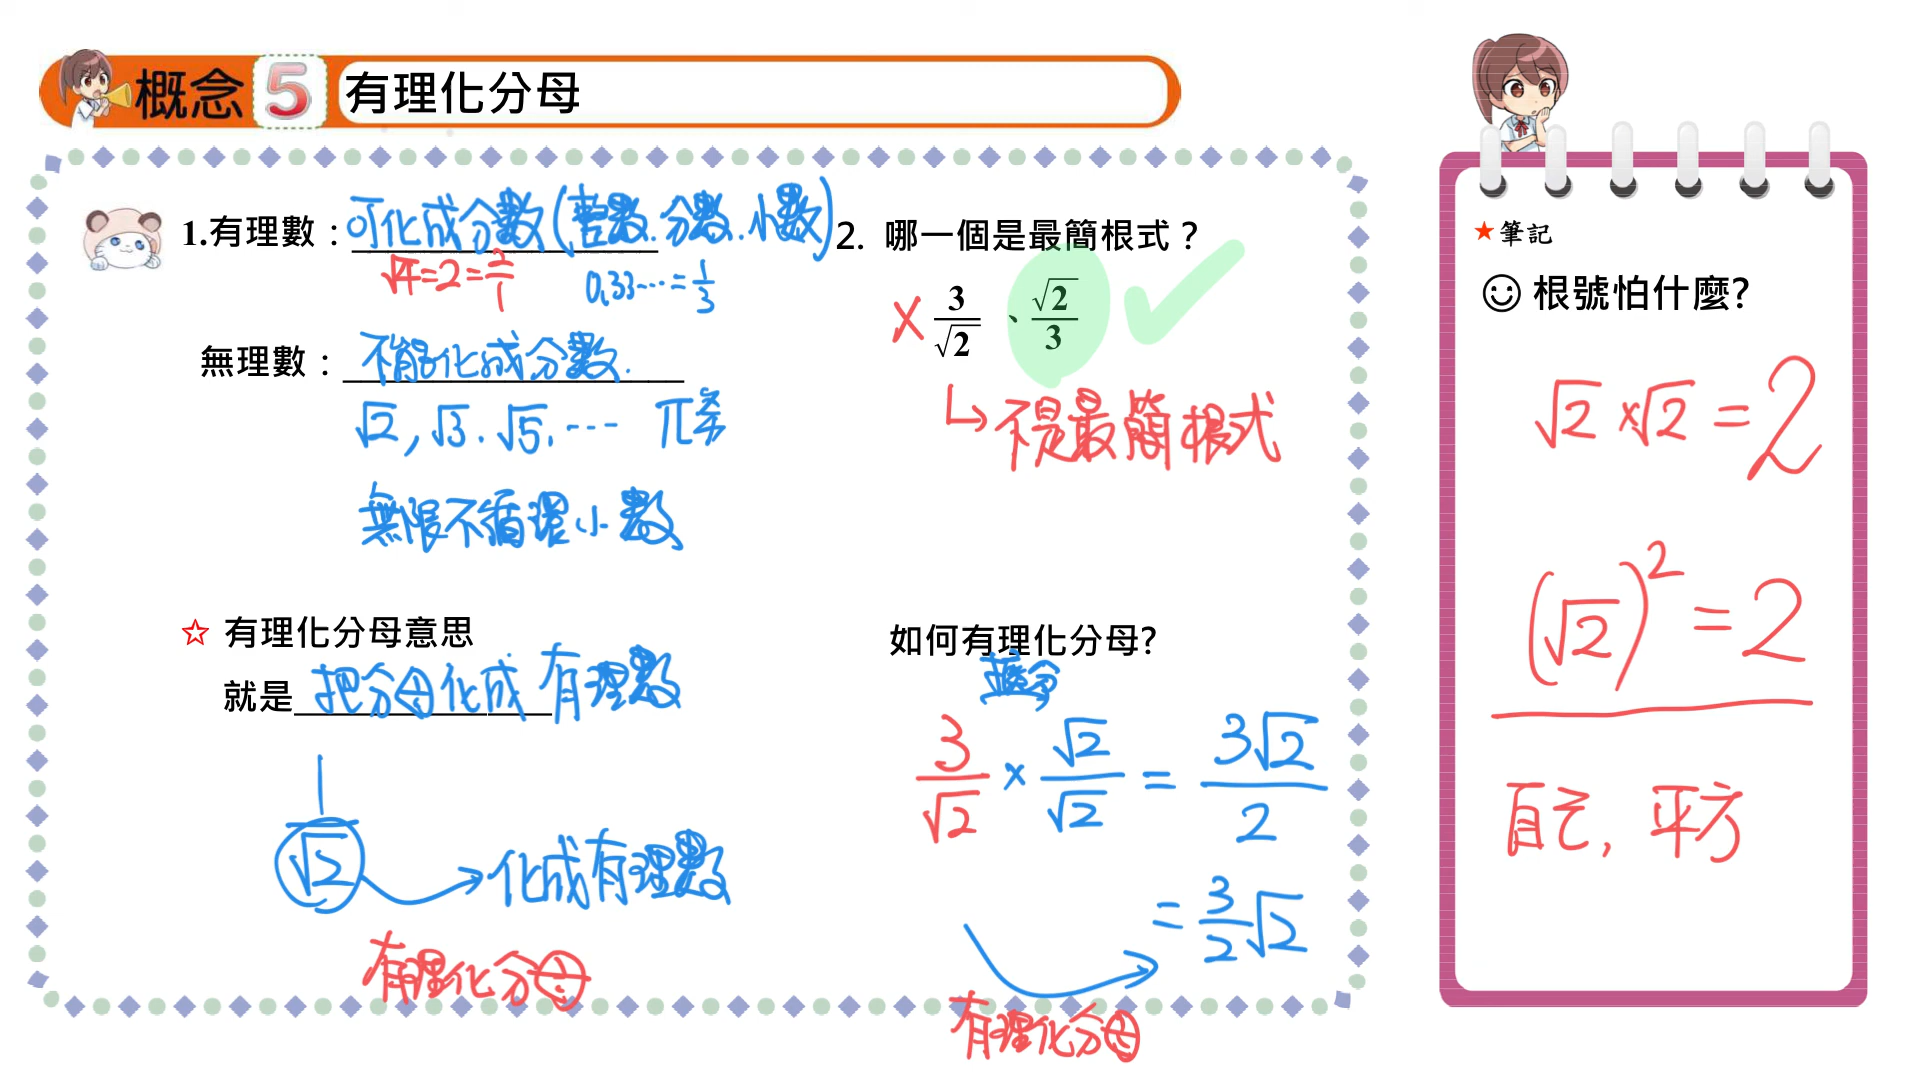 概念 5 有理化分母
1.有理數：可化成分數(整數.分數.小數)
√4=2=2/1
0.33…=1/3
無理數：不能化成分數.
√2,√3.√5.… π等
無限不循環小數
☆ 有理化分母意思
就是把分母化成有理數
1/√2 → 化成有理數
有理化分母
2. 哪一個是最簡根式？
× 3/√2、√2/3 ✓
↳不是最簡根式
如何有理化分母?
擴分
3/√2 × √2/√2 = 3√2/2
= 3/2√2
有理化分母
★筆記
☺根號怕什麼?
√2×√2=2
(√2)²=2
自己, 平方